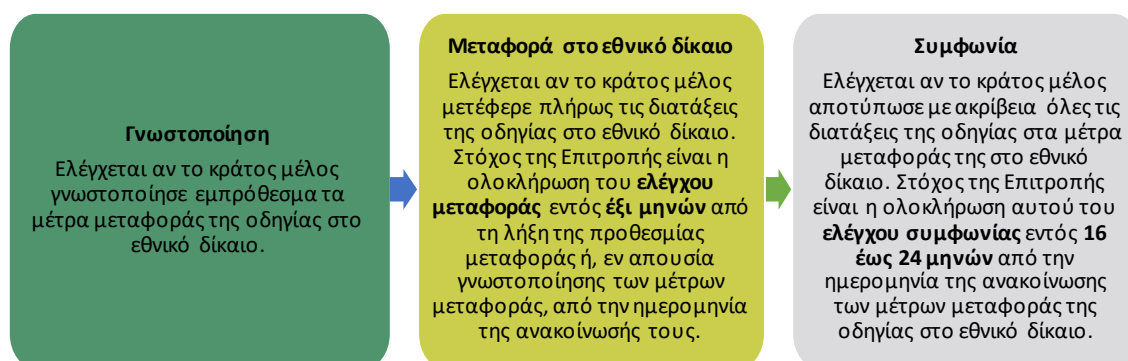 Γνωστοποίηση
Ελέγχεται αν το κράτος μέλος
γνωστοποίησε εμπρόθεσμα τα
μέτρα μεταφοράς της οδηγίας στο
εθνικό δίκαιο.
Μεταφορά στο εθνικό δίκαιο
Ελέγχεται αν το κράτος μέλος
μετέφερε πλήρως τις διατάξεις
της οδηγίας στο εθνικό δίκαιο.
Στόχος της Επιτροπής είναι η
ολοκλήρωση του ελέγχου
μεταφοράς εντός έξι μηνών από
τη λήξη της προθεσμίας
μεταφοράς ή, εν απουσία
γνωστοποίησης των μέτρων
μεταφοράς, από την ημερομηνία
της ανακοίνωσής τους.
Συμφωνία
Ελέγχεται αν το κράτος μέλος
αποτύπωσε με ακρίβεια όλες τις
διατάξεις της οδηγίας στα μέτρα
μεταφοράς της στο εθνικό
δίκαιο. Στόχος της Επιτροπής
είναι η ολοκλήρωση αυτού του
ελέγχου συμφωνίας εντός 16
έως 24 μηνών από την
ημερομηνία της ανακοίνωσης
των μέτρων μεταφοράς της
οδηγίας στο εθνικό δίκαιο.